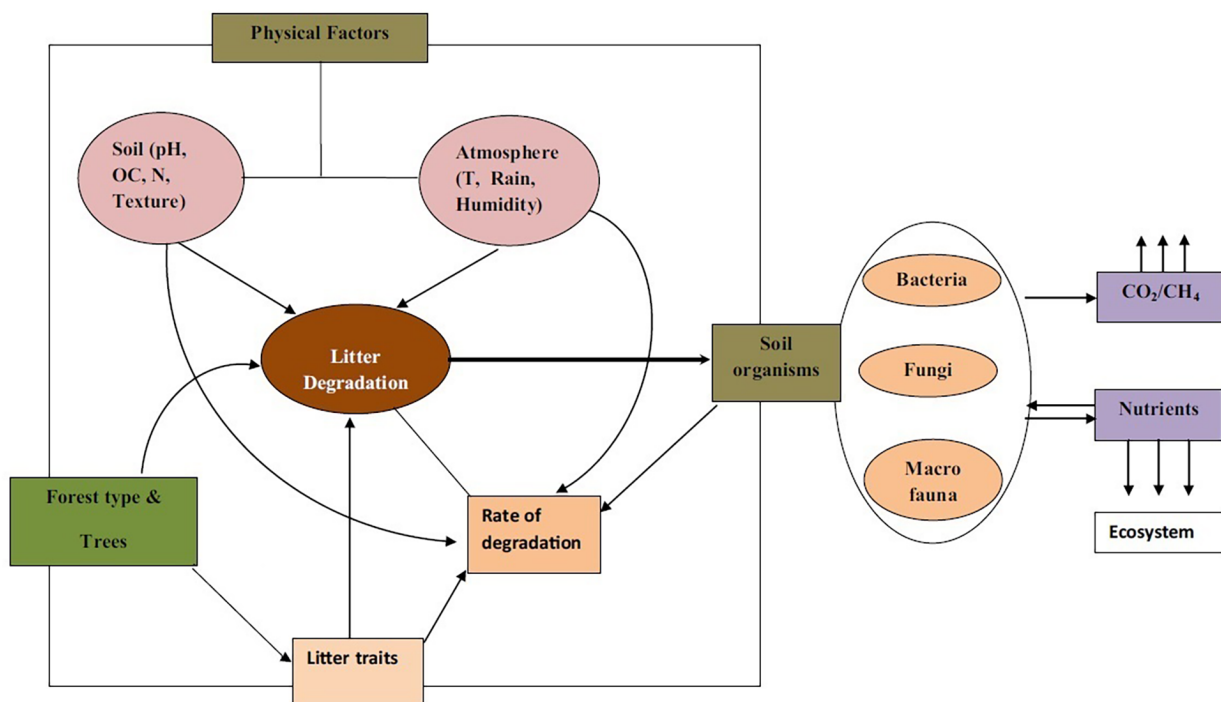 Physical Factors
Soil (pH,
OC, N,
Texture)
Atmosphere
(T, Rain,
Humidity)
Litter
Degradation
Soil
organisms
Bacteria
Fungi
Macro
fauna
CO₂/CH₄
Nutrients
Ecosystem
Forest type &
Trees
Rate of
degradation
Litter traits